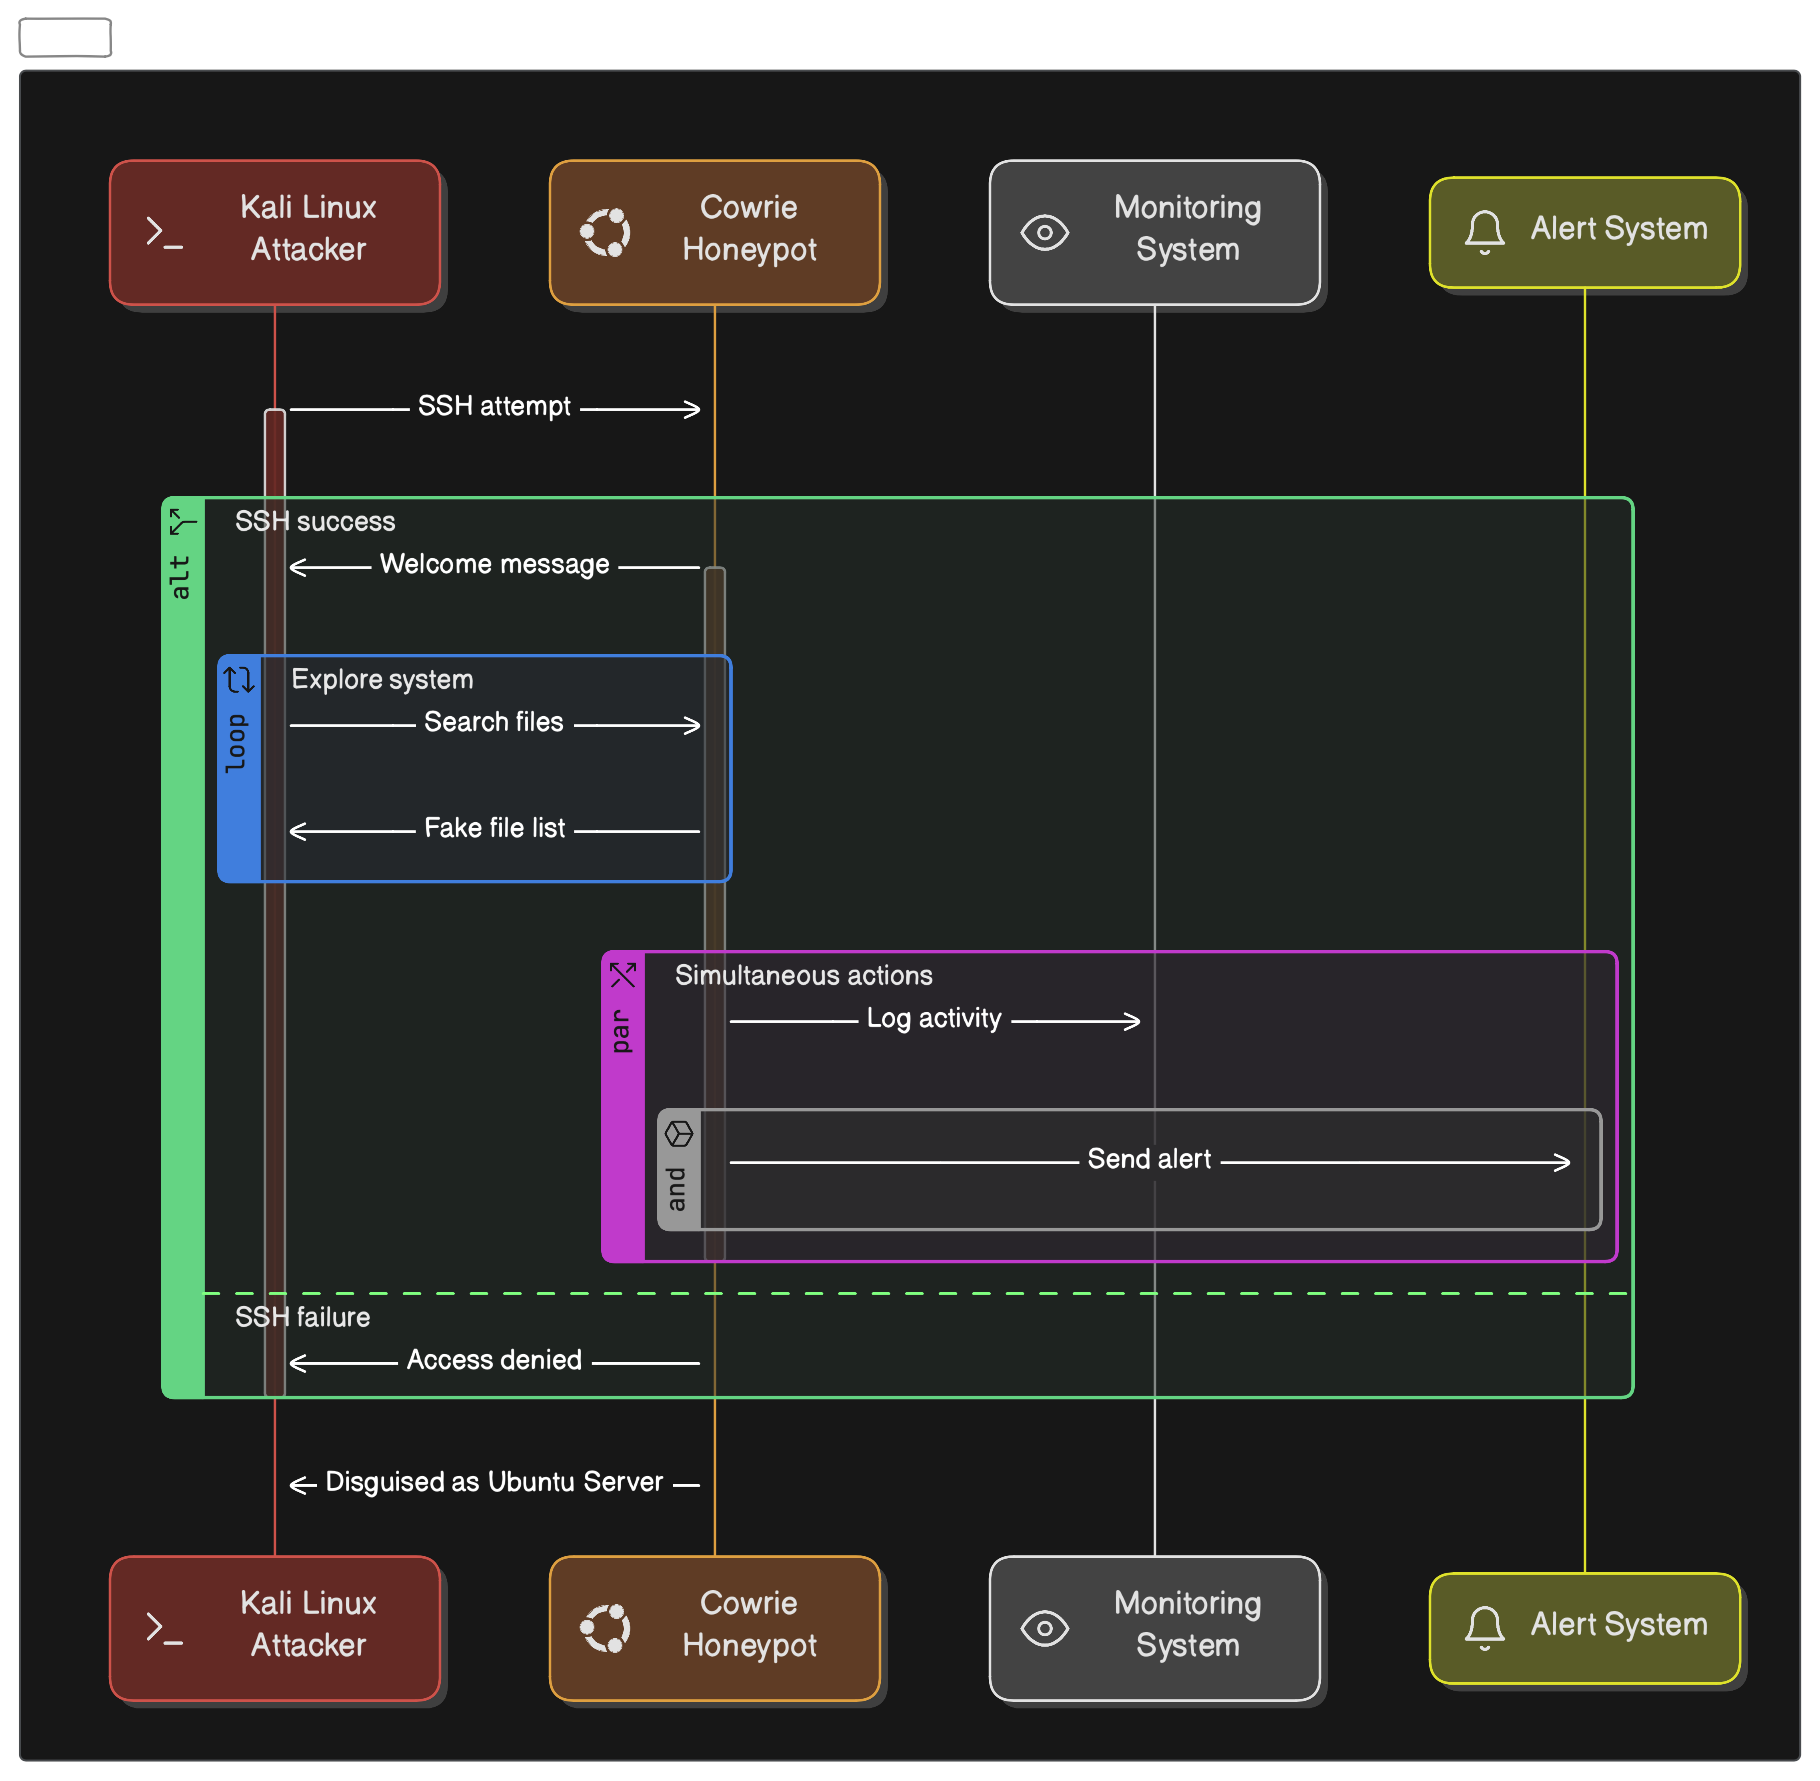 Kali Linux
Attacker
Cowrie
Honeypot
Monitoring
System
Alert System
SSH attempt
alt
SSH success
Welcome message
loop
Explore system
Search files
Fake file list
par
Simultaneous actions
Log activity
and
Send alert
SSH failure
Access denied
Disguised as Ubuntu Server
Kali Linux
Attacker
Cowrie
Honeypot
Monitoring
System
Alert System